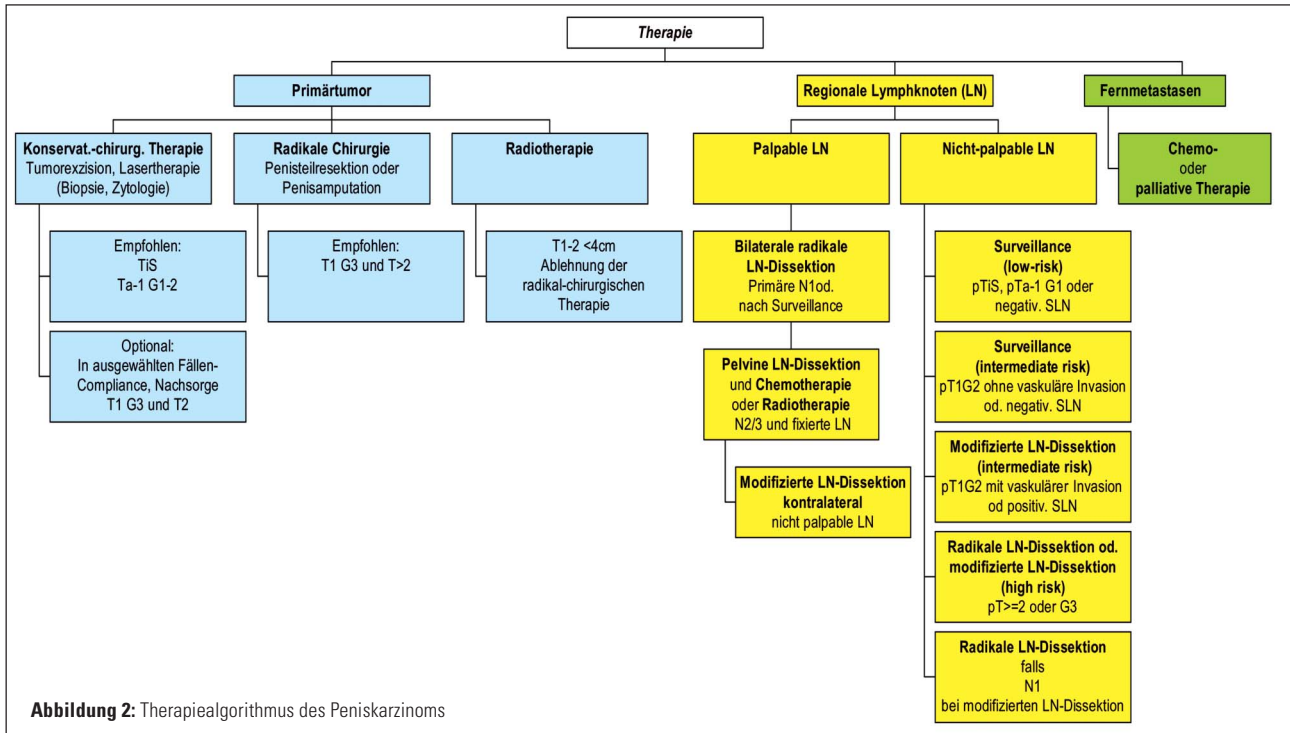 Therapie
Primärtumor
Regionale Lymphknoten (LN)
Fernmetastasen
Konservat.-chirurg. Therapie
Tumorexzision, Lasertherapie
(Biopsie, Zytologie)
Radikale Chirurgie
Penisteilresektion oder
Penisamputation
Radiotherapie
Palpable LN
Nicht-palpable LN
Chemo-
oder
palliative Therapie
Empfohlen:
TiS
Ta-1 G1-2
Empfohlen:
T1 G3 und T>2
T1-2 <4cm
Ablehnung der
radikal-chirurgischen
Therapie
Bilaterale radikale
LN-Dissektion
Primäre N1od.
nach Surveillance
Surveillance
(low-risk)
pTiS, pTa-1 G1 oder
negativ. SLN
Optional:
In ausgewählten Fällen-
Compliance, Nachsorge
T1 G3 und T2
Pelvine LN-Dissektion
und Chemotherapie
oder Radiotherapie
N2/3 und fixierte LN
Surveillance
(intermediate risk)
pT1G2 ohne vaskuläre Invasion
od. negativ. SLN
Modifizierte LN-Dissektion
kontralateral
nicht palpable LN
Modifizierte LN-Dissektion
(intermediate risk)
pT1G2 mit vaskulärer Invasion
od positiv. SLN
Radikale LN-Dissektion od.
modifizierte LN-Dissektion
(high risk)
pT>=2 oder G3
Radikale LN-Dissektion
falls
N1
bei modifizierten LN-Dissektion
Abbildung 2: Therapiealgorithmus des Peniskarzinoms